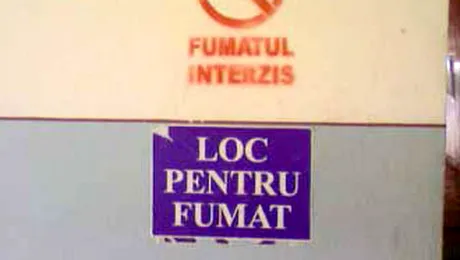 FUMATUL
INTERZIS
LOC
PENTRU
FUMAT